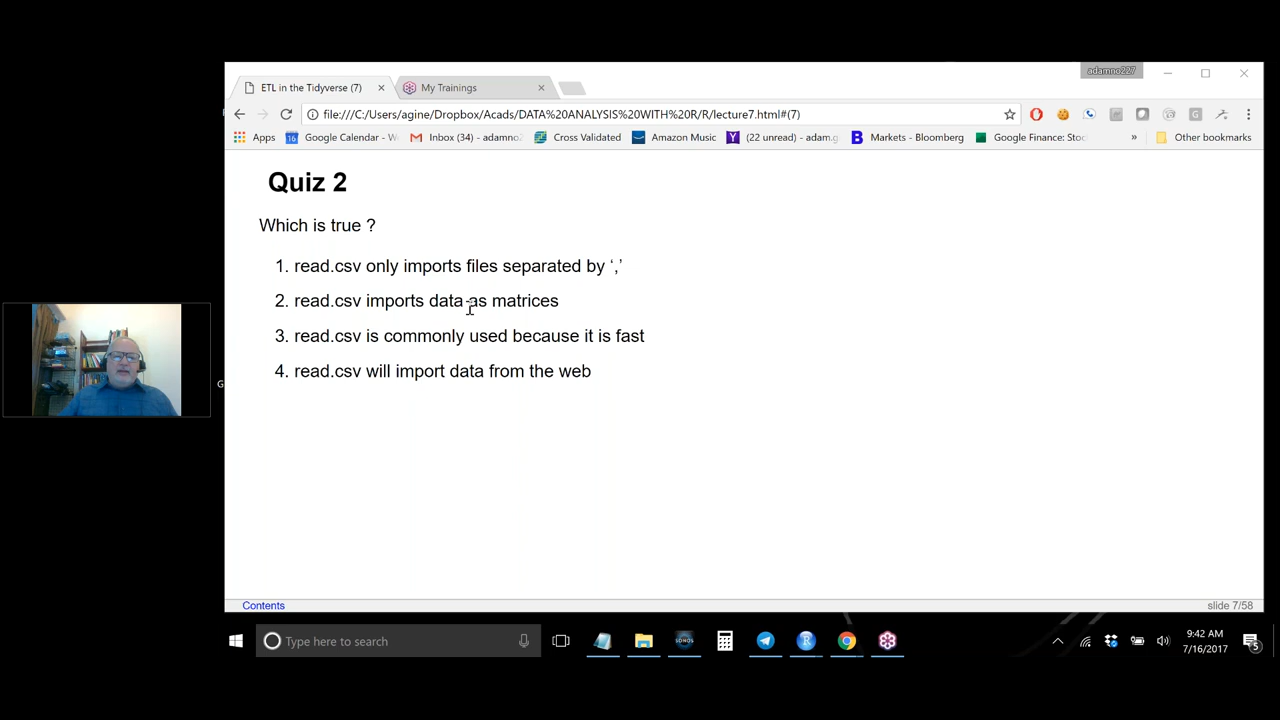 adamno227
ETL in the Tidyverse (7)
My Trainings
file:///C:/Users/agine/Dropbox/Acads/DATA%20ANALYSIS%20WITH%20R/R/lecture7.html#(7)
Apps 16 Google Calendar - W Inbox (34) - adamno Cross Validated Amazon Music Y (22 unread) - adam.g B Markets - Bloomberg Google Finance: Stoc » Other bookmarks
Quiz 2
Which is true ?
1. read.csv only imports files separated by ‘,’
2. read.csv imports data as matrices
3. read.csv is commonly used because it is fast
4. read.csv will import data from the web
G
Contents
slide 7/58
Type here to search
SONOS
R
9:42 AM
7/16/2017
5